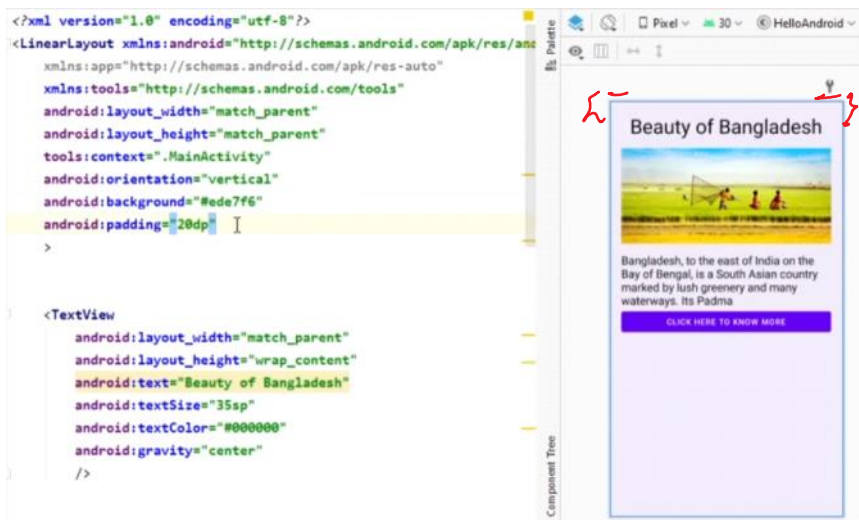 <?xml version="1.0" encoding="utf-8"?>
<LinearLayout xmlns:android="http://schemas.android.com/apk/res/and
xmlns:app="http://schemas.android.com/apk/res-auto"
xmlns:tools="http://schemas.android.com/tools"
android:layout_width="match_parent"
android:layout_height="match_parent"
tools:context=".MainActivity"
android:orientation="vertical"
android:background="#ede7f6"
android:padding="20dp"
>
<TextView
android:layout_width="match_parent"
android:layout_height="wrap_content"
android:text="Beauty of Bangladesh"
android:textSize="35sp"
android:textColor="#000000"
android:gravity="center"
/>
Palette
Component Tree
Pixel 30 HelloAndroid
Beauty of Bangladesh
Bangladesh, to the east of India on the
Bay of Bengal, is a South Asian country
marked by lush greenery and many
waterways. Its Padma
CLICK HERE TO KNOW MORE